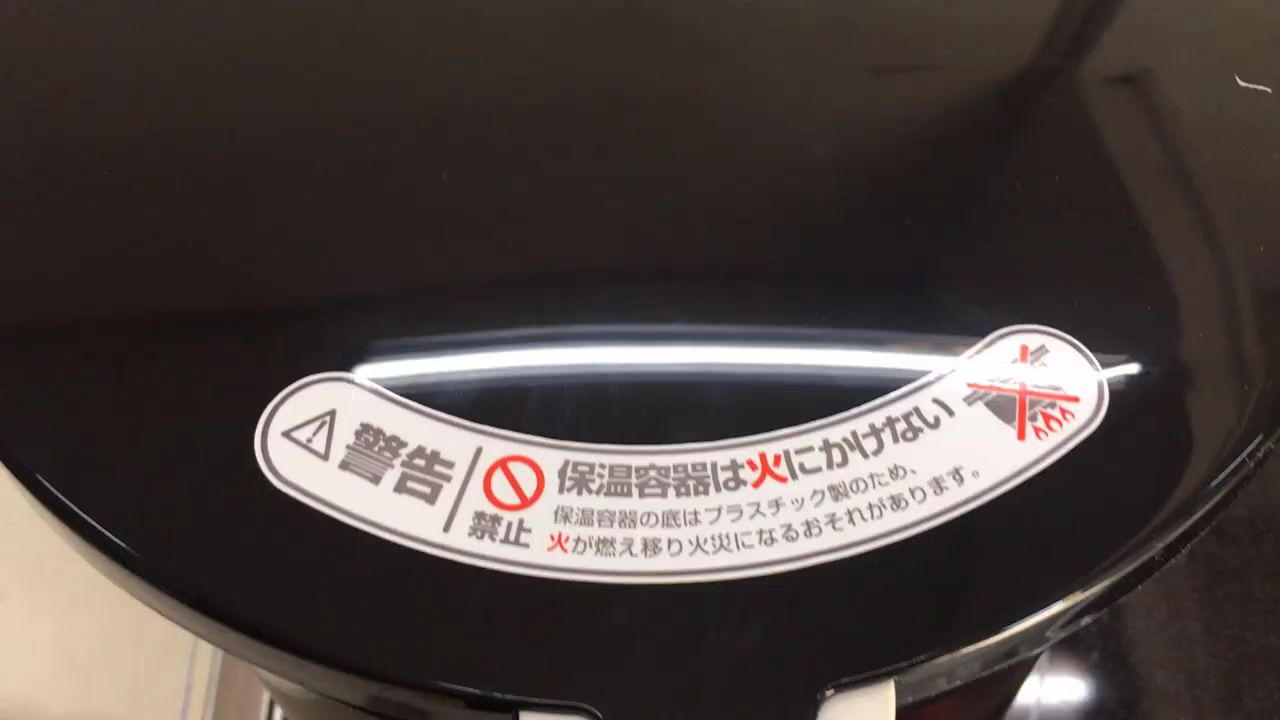 警告
禁止
保温容器は火にかけない
保温容器の底はプラスチック製のため、
火が燃え移り火災になるおそれがあります。